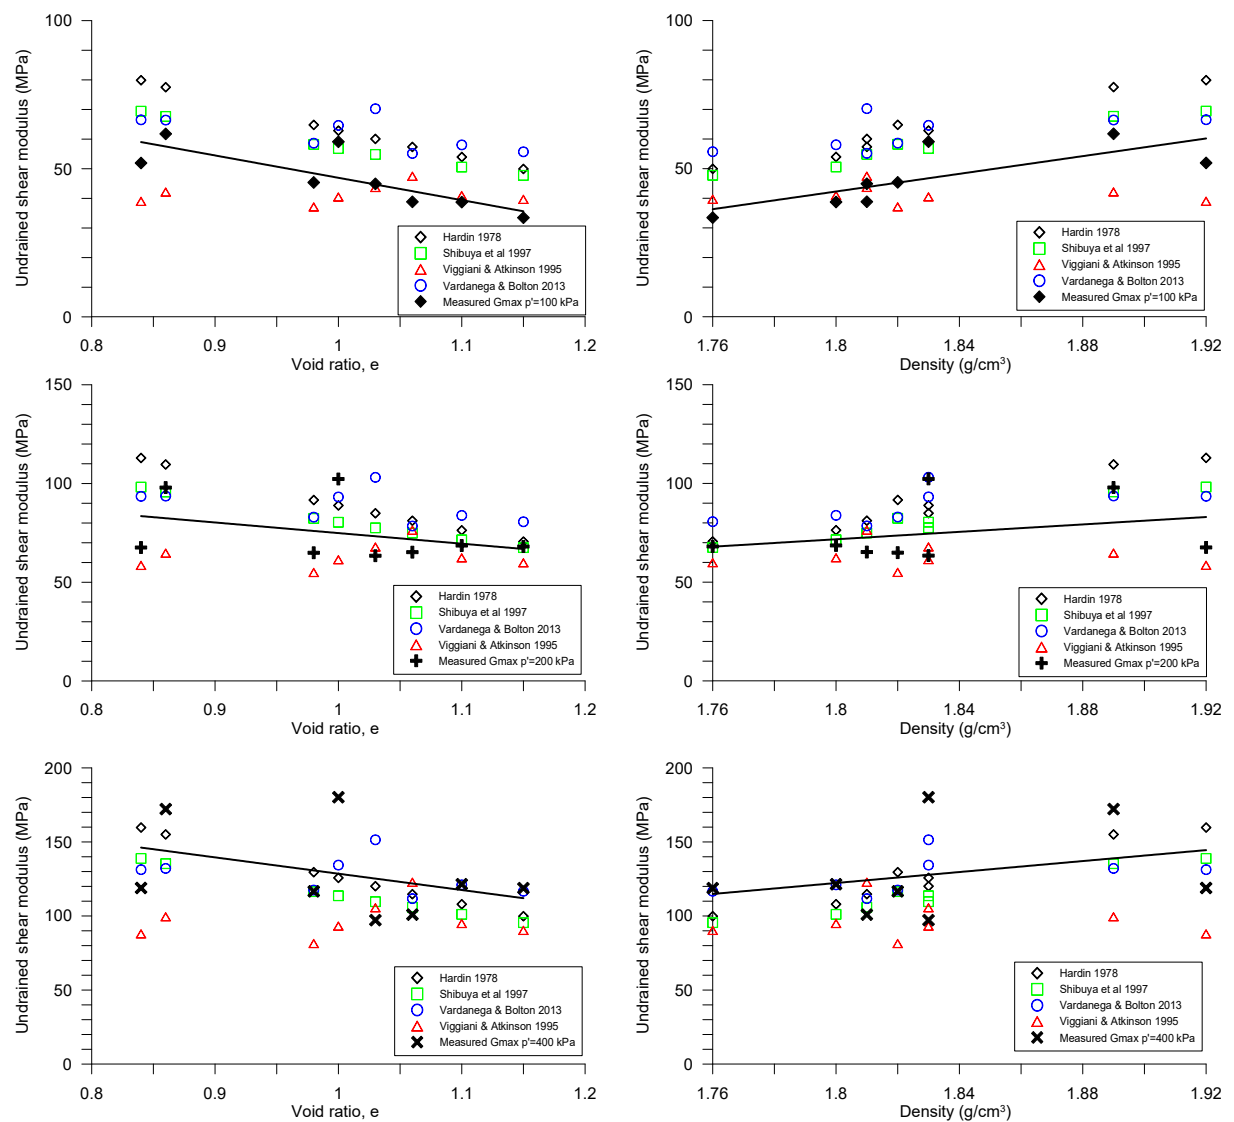 100
50
0
0.8
0.9
1
1.1
1.2
Void ratio, e
Undrained shear modulus (MPa)
Hardin 1978
Shibuya et al 1997
Viggiani & Atkinson 1995
Vardanega & Bolton 2013
Measured Gmax p'=100 kPa
100
50
0
1.76
1.8
1.84
1.88
1.92
Density (g/cm³)
Undrained shear modulus (MPa)
Hardin 1978
Shibuya et al 1997
Viggiani & Atkinson 1995
Vardanega & Bolton 2013
Measured Gmax p'=100 kPa
150
100
50
0
0.8
0.9
1
1.1
1.2
Void ratio, e
Undrained shear modulus (MPa)
Hardin 1978
Shibuya et al 1997
Vardanega & Bolton 2013
Viggiani & Atkinson 1995
Measured Gmax p'=200 kPa
150
100
50
0
1.76
1.8
1.84
1.88
1.92
Density (g/cm³)
Undrained shear modulus (MPa)
Hardin 1978
Shibuya et al 1997
Vardanega & Bolton 2013
Viggiani & Atkinson 1995
Measured Gmax p'=200 kPa
200
150
100
50
0
0.8
0.9
1
1.1
1.2
Void ratio, e
Undrained shear modulus (MPa)
Hardin 1978
Shibuya et al 1997
Vardanega & Bolton 2013
Viggiani & Atkinson 1995
Measured Gmax p'=400 kPa
200
150
100
50
0
1.76
1.8
1.84
1.88
1.92
Density (g/cm³)
Undrained shear modulus (MPa)
Hardin 1978
Shibuya et al 1997
Vardanega & Bolton 2013
Viggiani & Atkinson 1995
Measured Gmax p'=400 kPa